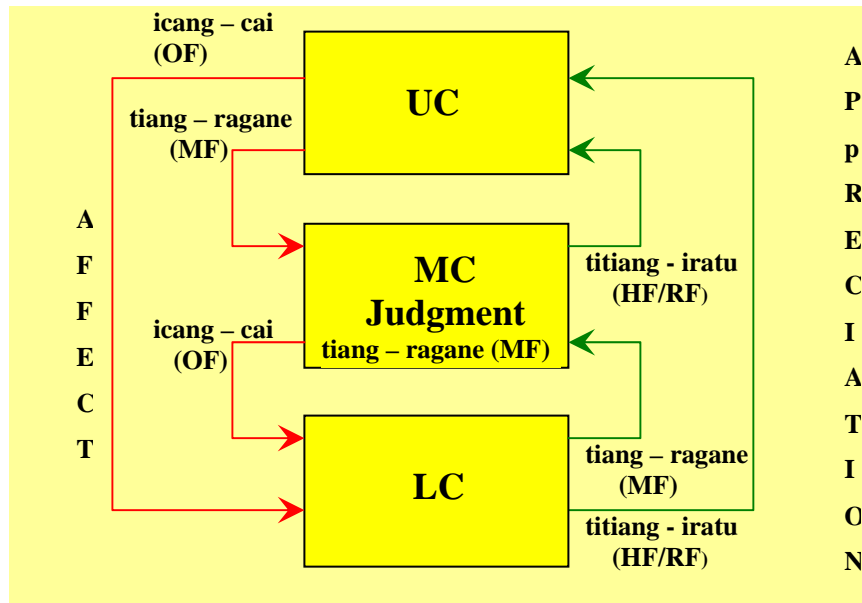 icang – cai
(OF)
UC
tiang – ragane
(MF)
A
F
F
E
C
T
MC
Judgment
tiang – ragane (MF)
titiang - iratu
(HF/RF)
icang – cai
(OF)
LC
tiang – ragane
(MF)
titiang - iratu
(HF/RF)
A
P
p
R
E
C
I
A
T
I
O
N